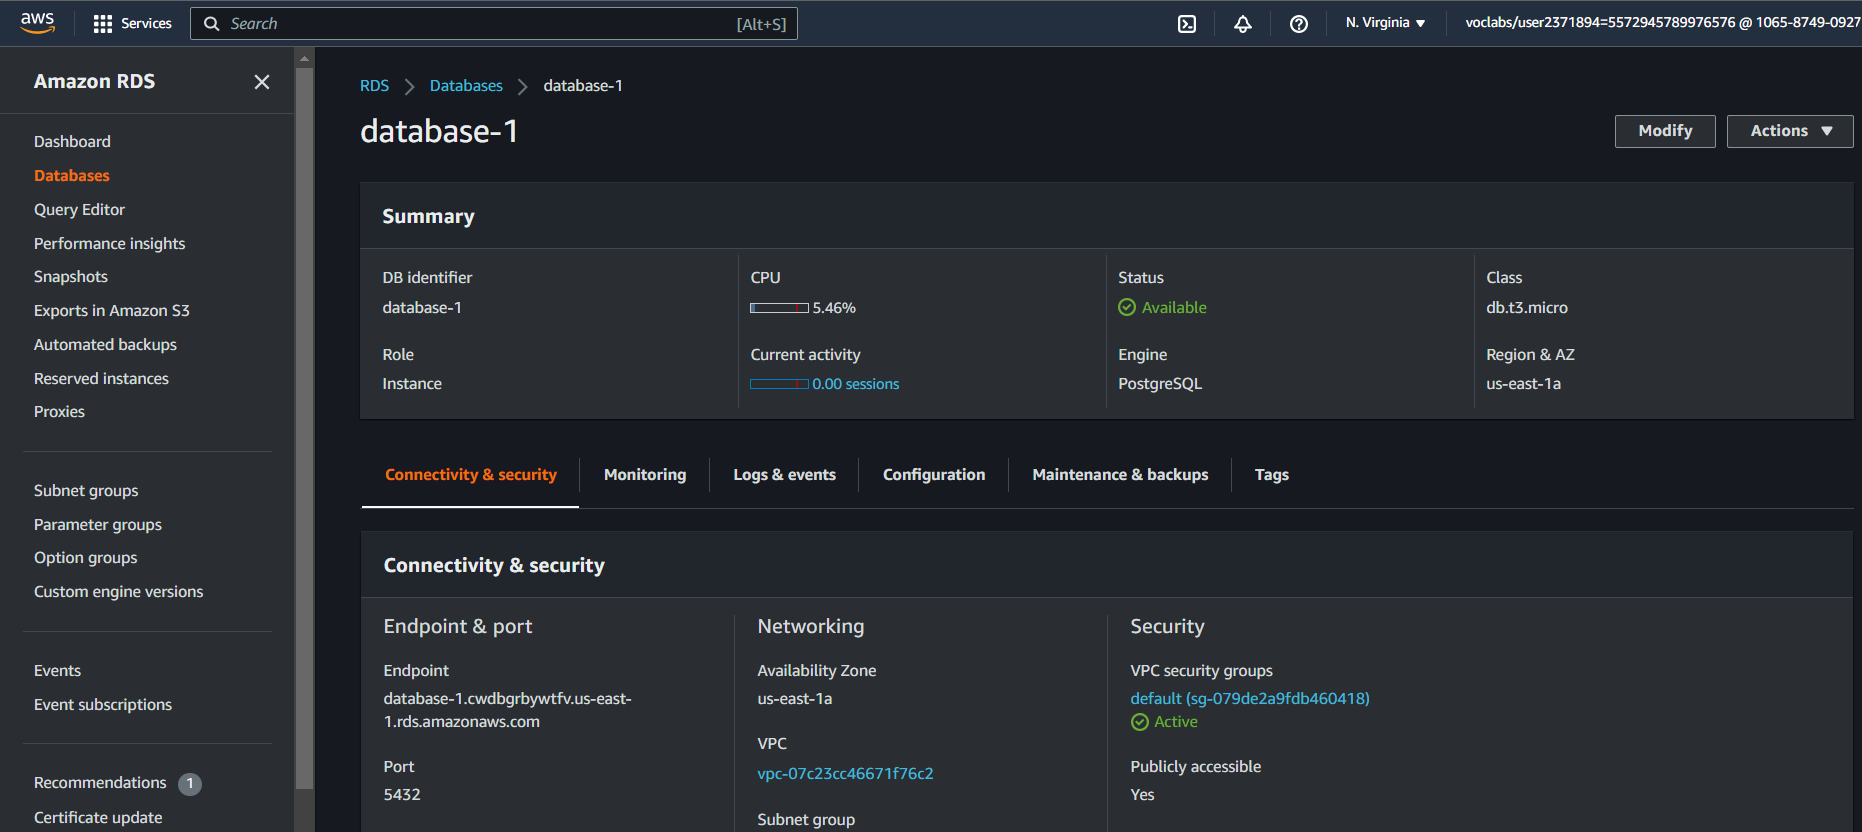 aws
Services
Search
[Alt+S]
N. Virginia
voclabs/user2371894=5572945789976576 @ 1065-8749-0927
Amazon RDS
Dashboard
Databases
Query Editor
Performance insights
Snapshots
Exports in Amazon S3
Automated backups
Reserved instances
Proxies
Subnet groups
Parameter groups
Option groups
Custom engine versions
Events
Event subscriptions
Recommendations 1
Certificate update
RDS > Databases > database-1
database-1
Modify
Actions
Summary
DB identifier
database-1
CPU
5.46%
Status
Available
Class
db.t3.micro
Role
Instance
Current activity
0.00 sessions
Engine
PostgreSQL
Region & AZ
us-east-1a
Connectivity & security
Monitoring
Logs & events
Configuration
Maintenance & backups
Tags
Connectivity & security
Endpoint & port
Endpoint
database-1.cwdbgrbywtfv.us-east-
1.rds.amazonaws.com
Port
5432
Networking
Availability Zone
us-east-1a
VPC
vpc-07c23cc46671f76c2
Subnet group
Security
VPC security groups
default (sg-079de2a9fdb460418)
Active
Publicly accessible
Yes